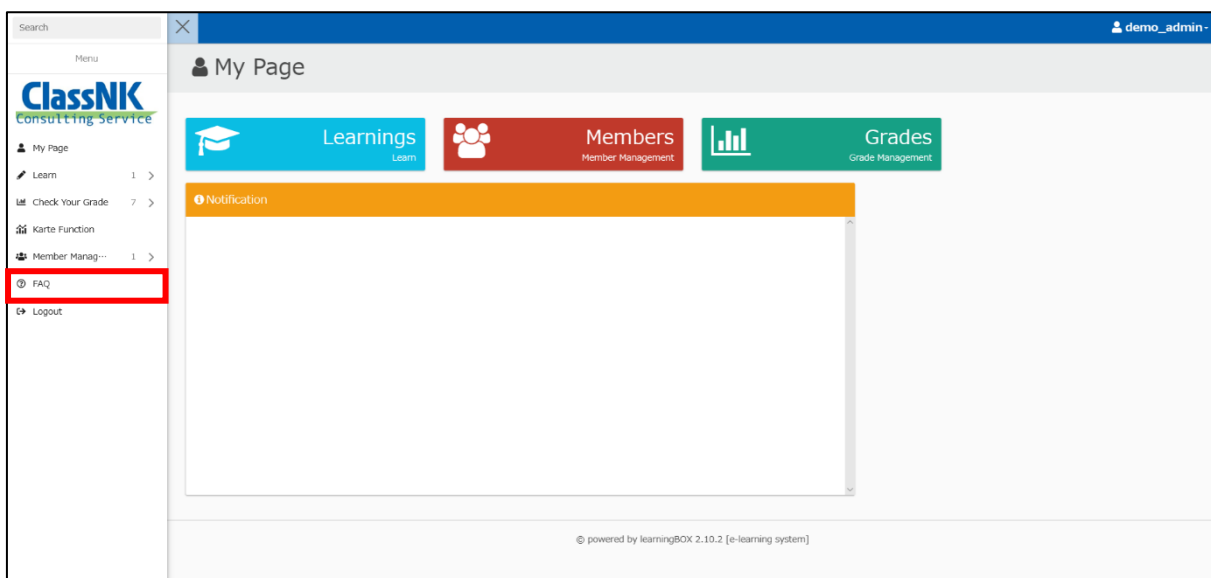 Search
Menu
ClassNK
Consulting Service
My Page
Learn 1
Check Your Grade 7
Karte Function
Member Manag··· 1
FAQ
Logout
demo_admin
My Page
Learnings
Learn
Members
Member Management
Grades
Grade Management
Notification
© powered by learningBOX 2.10.2 [e-learning system]